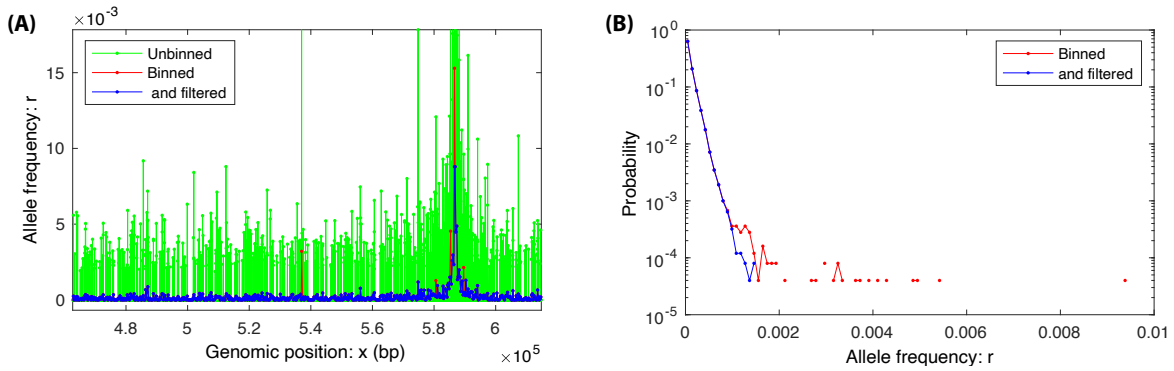 (A)
×10⁻³
Unbinned
Binned
and filtered
15
10
5
0
Allele frequency: r
4.8
5
5.2
5.4
5.6
5.8
6
Genomic position: x (bp)
×10⁵
(B)
Binned
and filtered
10⁰
10⁻¹
10⁻²
10⁻³
10⁻⁴
10⁻⁵
Probability
0
0.002
0.004
0.006
0.008
0.01
Allele frequency: r